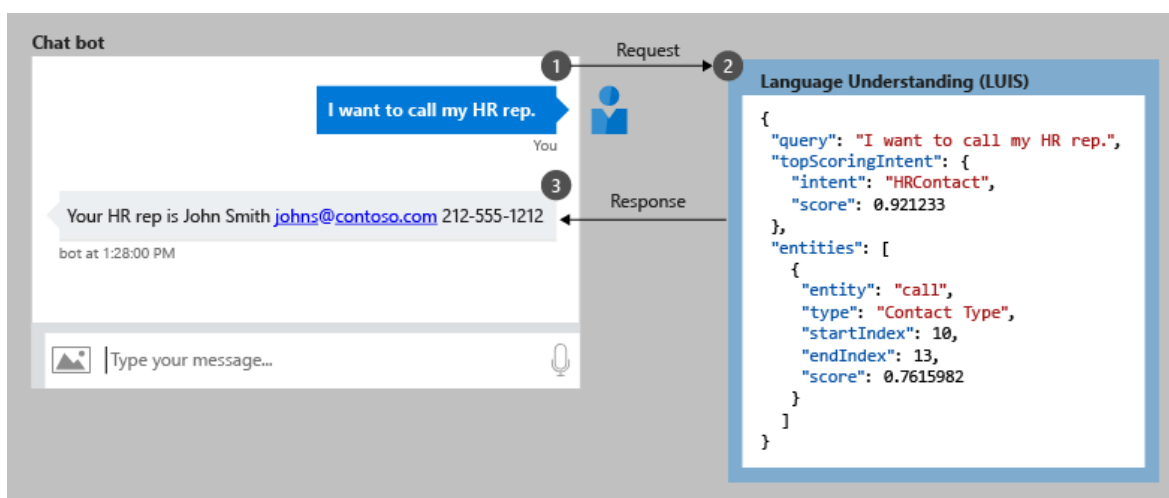 Chat bot
1
Request
2
I want to call my HR rep.
You
3
Response
Your HR rep is John Smith johns@contoso.com 212-555-1212
bot at 1:28:00 PM
Type your message...
Language Understanding (LUIS)
{
"query": "I want to call my HR rep.",
"topScoringIntent": {
"intent": "HRContact",
"score": 0.921233
},
"entities": [
{
"entity": "call",
"type": "Contact Type",
"startIndex": 10,
"endIndex": 13,
"score": 0.7615982
}
]
}